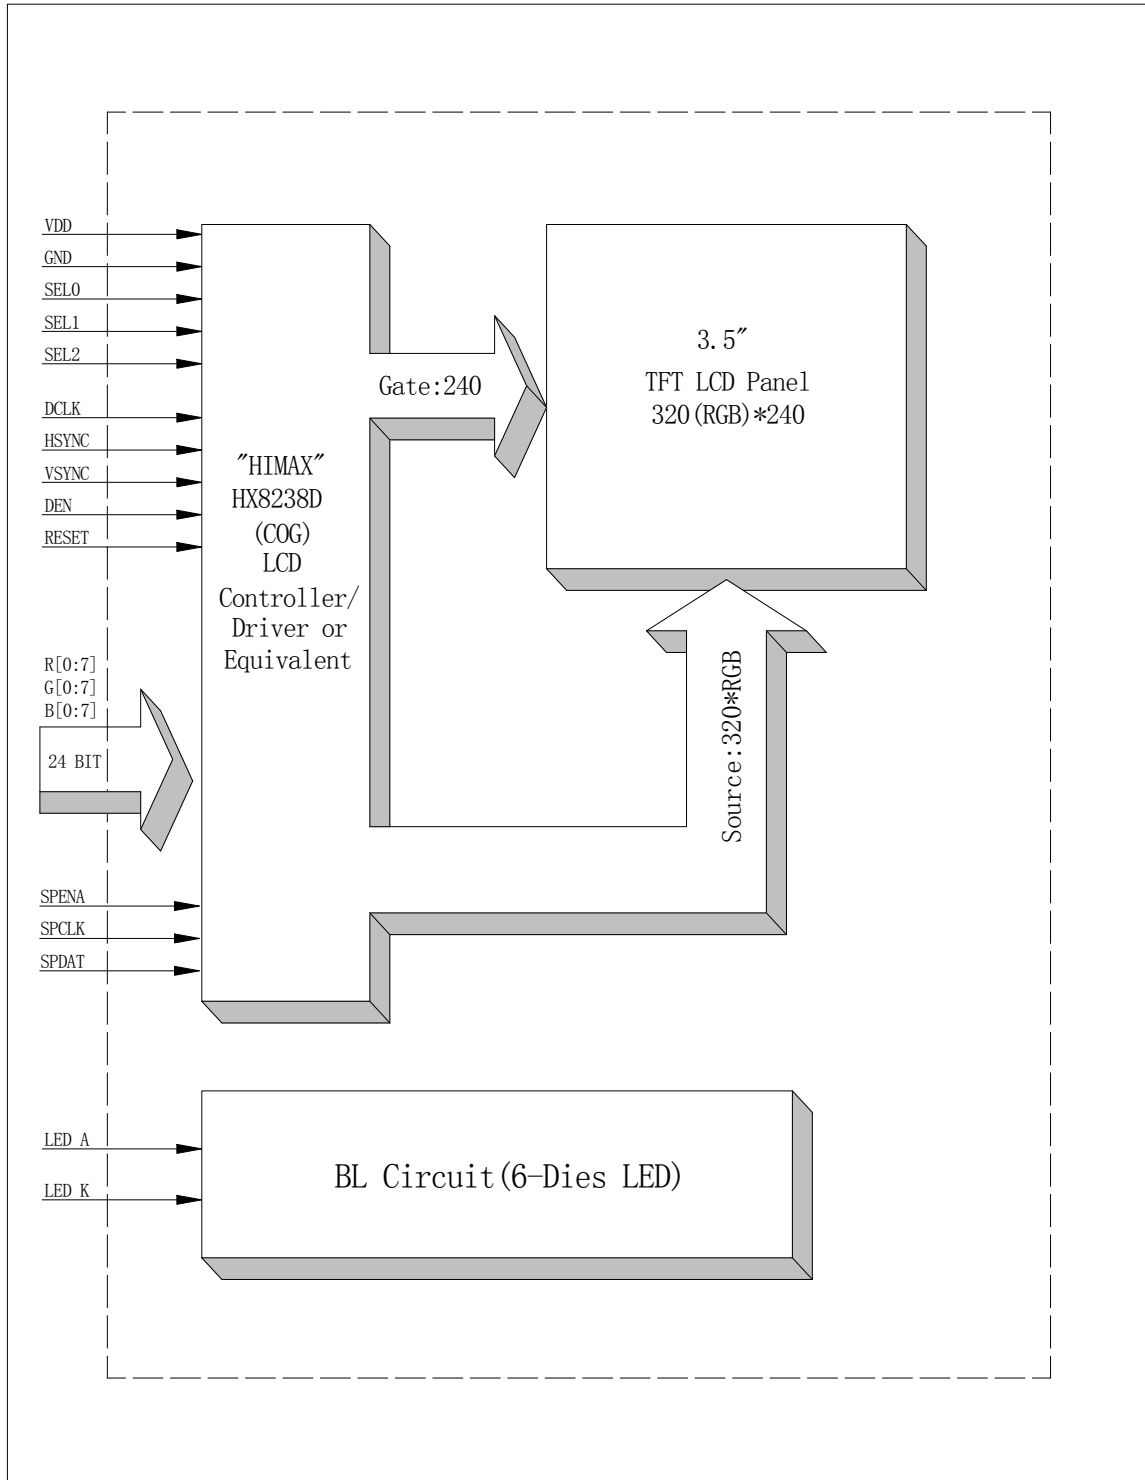 VDD
GND
SEL0
SEL1
SEL2
DCLK
HSYNC
VSYNC
DEN
RESET
R[0:7]
G[0:7]
B[0:7]
24 BIT
SPENA
SPCLK
SPDAT
"HIMAX"
HX8238D
(COG)
LCD
Controller/
Driver or
Equivalent
Gate:240
3.5"
TFT LCD Panel
320(RGB)*240
Source:320*RGB
LED A
LED K
BL Circuit(6-Dies LED)